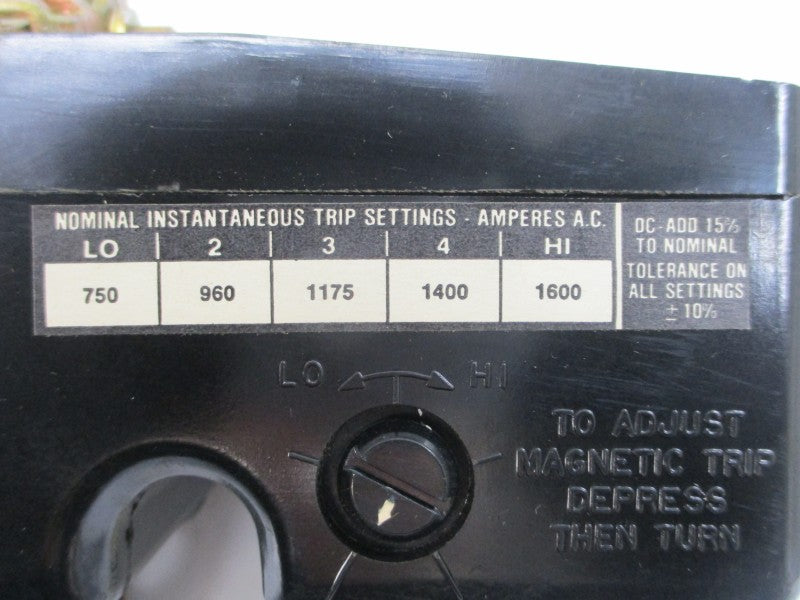 NOMINAL INSTANTANEOUS TRIP SETTINGS - AMPERES A.C.
LO 2 3 4 HI
750 960 1175 1400 1600
DC-ADD 15%
TO NOMINAL
TOLERANCE ON
ALL SETTINGS
± 10%
LO HI
TO ADJUST
MAGNETIC TRIP
DEPRESS
THEN TURN